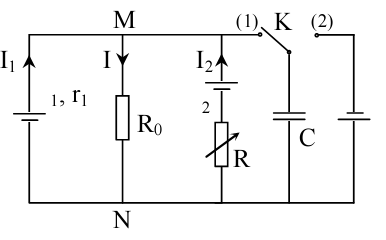 M (1) K (2)
I₁ I I₂
₁, r₁ ₂
R₀ C
R
N